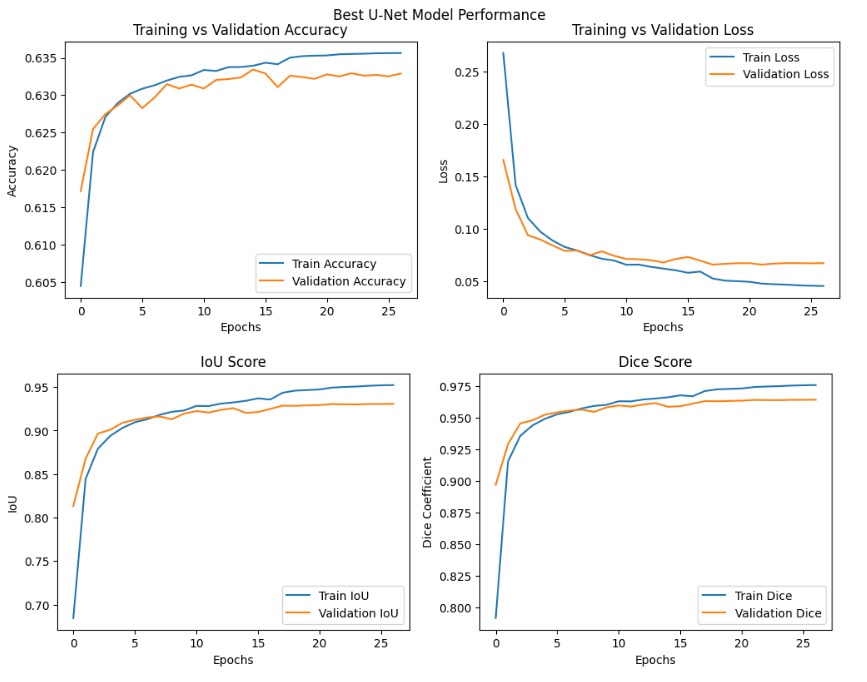 Best U-Net Model Performance
Training vs Validation Accuracy
Accuracy
0.635
0.630
0.625
0.620
0.615
0.610
0.605
Train Accuracy
Validation Accuracy
0 5 10 15 20 25
Epochs
Training vs Validation Loss
Loss
0.25
0.20
0.15
0.10
0.05
Train Loss
Validation Loss
0 5 10 15 20 25
Epochs
IoU Score
IoU
0.95
0.90
0.85
0.80
0.75
0.70
Train IoU
Validation IoU
0 5 10 15 20 25
Epochs
Dice Score
Dice Coefficient
0.975
0.950
0.925
0.900
0.875
0.850
0.825
0.800
Train Dice
Validation Dice
0 5 10 15 20 25
Epochs